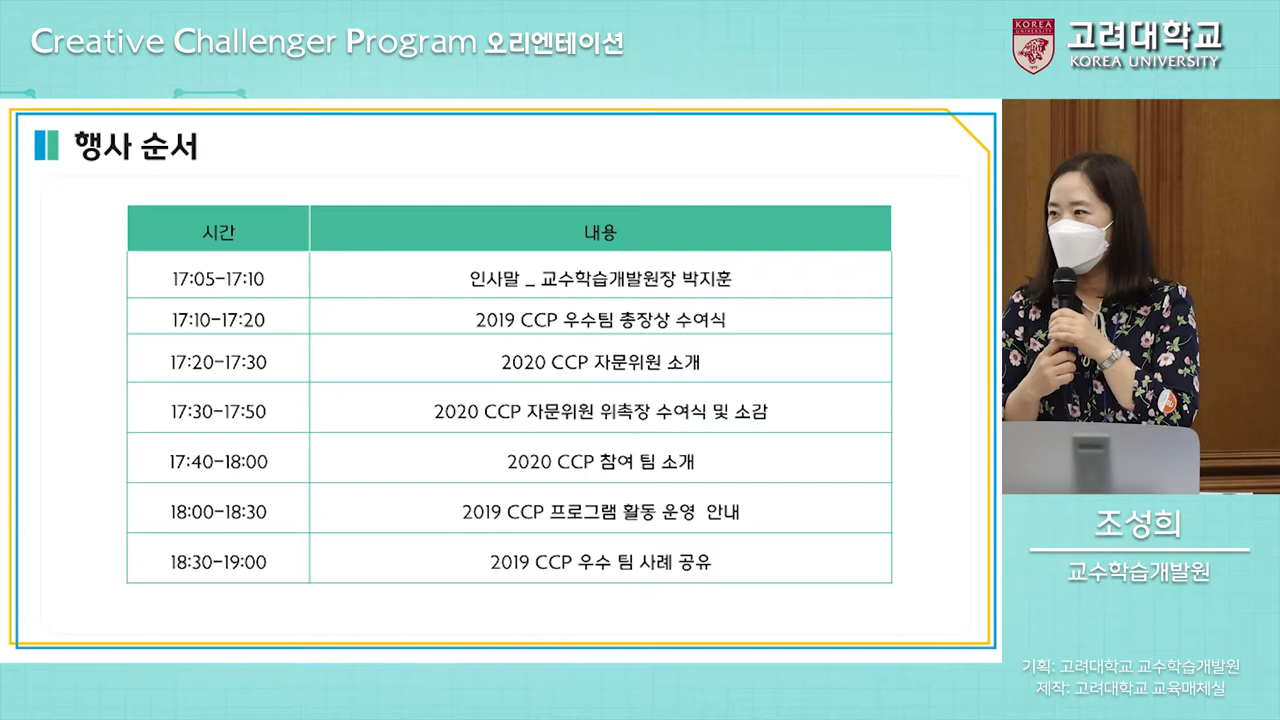 Creative Challenger Program 오리엔테이션
KOREA
UNIVERSITY
고려대학교
KOREA UNIVERSITY
행사 순서
시간 내용
17:05-17:10 인사말 _ 교수학습개발원장 박지훈
17:10-17:20 2019 CCP 우수팀 총장상 수여식
17:20-17:30 2020 CCP 자문위원 소개
17:30-17:50 2020 CCP 자문위원 위촉장 수여식 및 소감
17:40-18:00 2020 CCP 참여 팀 소개
18:00-18:30 2019 CCP 프로그램 활동 운영 안내
18:30-19:00 2019 CCP 우수 팀 사례 공유
조성희
교수학습개발원
기획: 고려대학교 교수학습개발원
제작: 고려대학교 교육매체실